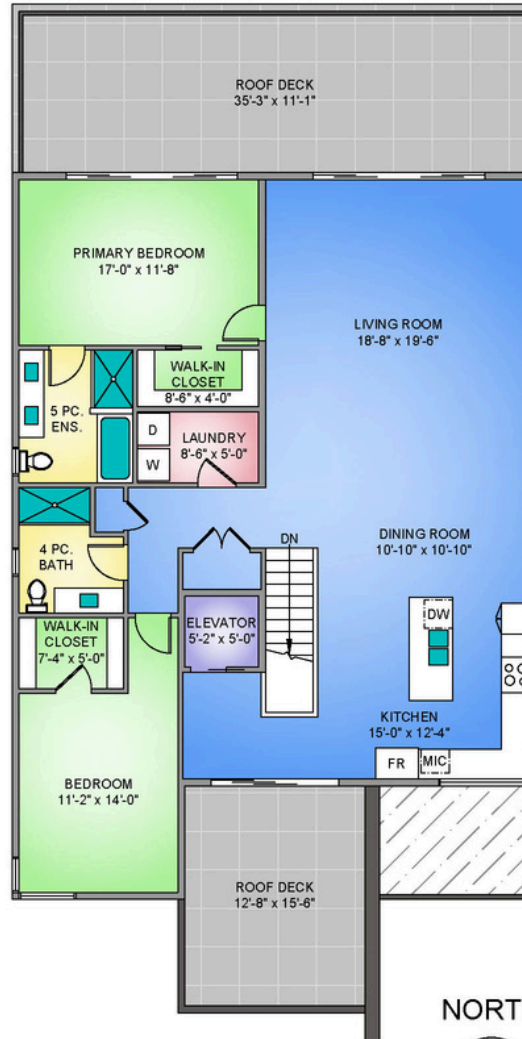 ROOF DECK
35'-3" x 11'-1"
PRIMARY BEDROOM
17'-0" x 11'-8"
LIVING ROOM
18'-8" x 19'-6"
WALK-IN
CLOSET
8'-6" x 4'-0"
5 PC.
ENS.
D
W
LAUNDRY
8'-6" x 5'-0"
4 PC.
BATH
DN
DINING ROOM
10'-10" x 10'-10"
WALK-IN
CLOSET
7'-4" x 5'-0"
ELEVATOR
5'-2" x 5'-0"
DW
KITCHEN
15'-0" x 12'-4"
FR
MIC
BEDROOM
11'-2" x 14'-0"
ROOF DECK
12'-8" x 15'-6"
NORT